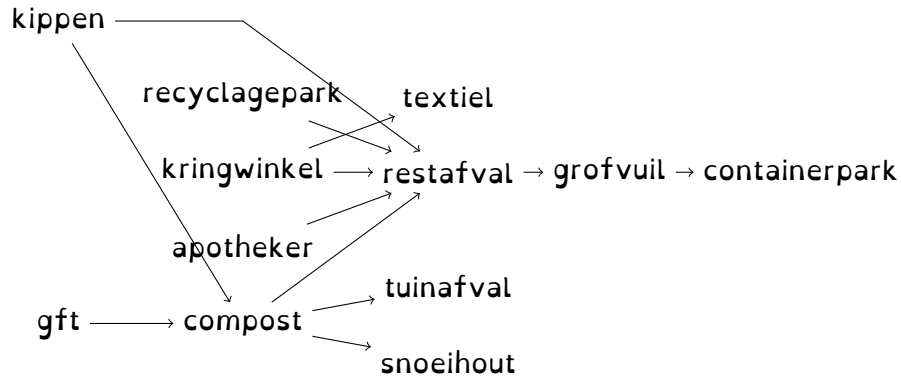 kippen
recyclagepark
textiel
kringwinkel
restafval
grofvuil
containerpark
apotheker
tuinafval
gft
compost
snoeihout